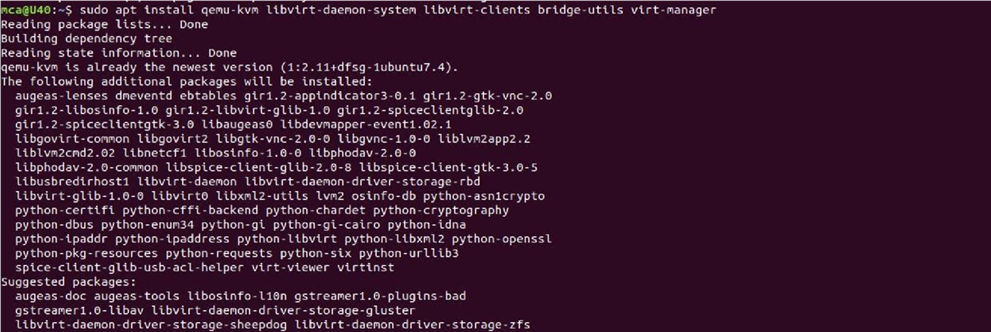 mca@U40:~$ sudo apt install qemu-kvm libvirt-daemon-system libvirt-clients bridge-utils virt-manager
Reading package lists... Done
Building dependency tree
Reading state information... Done
qemu-kvm is already the newest version (1:2.11+dfsg-1ubuntu7.4).
The following additional packages will be installed:
  augeas-lenses dmeventd ebtables gir1.2-appindicator3-0.1 gir1.2-gtk-vnc-2.0
  gir1.2-libosinfo-1.0 gir1.2-libvirt-glib-1.0 gir1.2-spiceclientglib-2.0
  gir1.2-spiceclientgtk-3.0 libaugeas0 libdevmapper-event1.02.1
  libgovirt-common libgovirt2 libgtk-vnc-2.0-0 libgvnc-1.0-0 liblvm2app2.2
  liblvm2cmd2.02 libnetcf1 libosinfo-1.0-0 libphodav-2.0-0
  libphodav-2.0-common libspice-client-glib-2.0-8 libspice-client-gtk-3.0-5
  libusbredirhost1 libvirt-daemon libvirt-daemon-driver-storage-rbd
  libvirt-glib-1.0-0 libvirt0 libxml2-utils lvm2 osinfo-db python-asn1crypto
  python-certifi python-cffi-backend python-chardet python-cryptography
  python-dbus python-enum34 python-gi python-gi-cairo python-idna
  python-ipaddr python-ipaddress python-libvirt python-libxml2 python-openssl
  python-pkg-resources python-requests python-six python-urllib3
  spice-client-glib-usb-acl-helper virt-viewer virtinst
Suggested packages:
  augeas-doc augeas-tools libosinfo-l10n gstreamer1.0-plugins-bad
  gstreamer1.0-libav libvirt-daemon-driver-storage-gluster
  libvirt-daemon-driver-storage-sheepdog libvirt-daemon-driver-storage-zfs